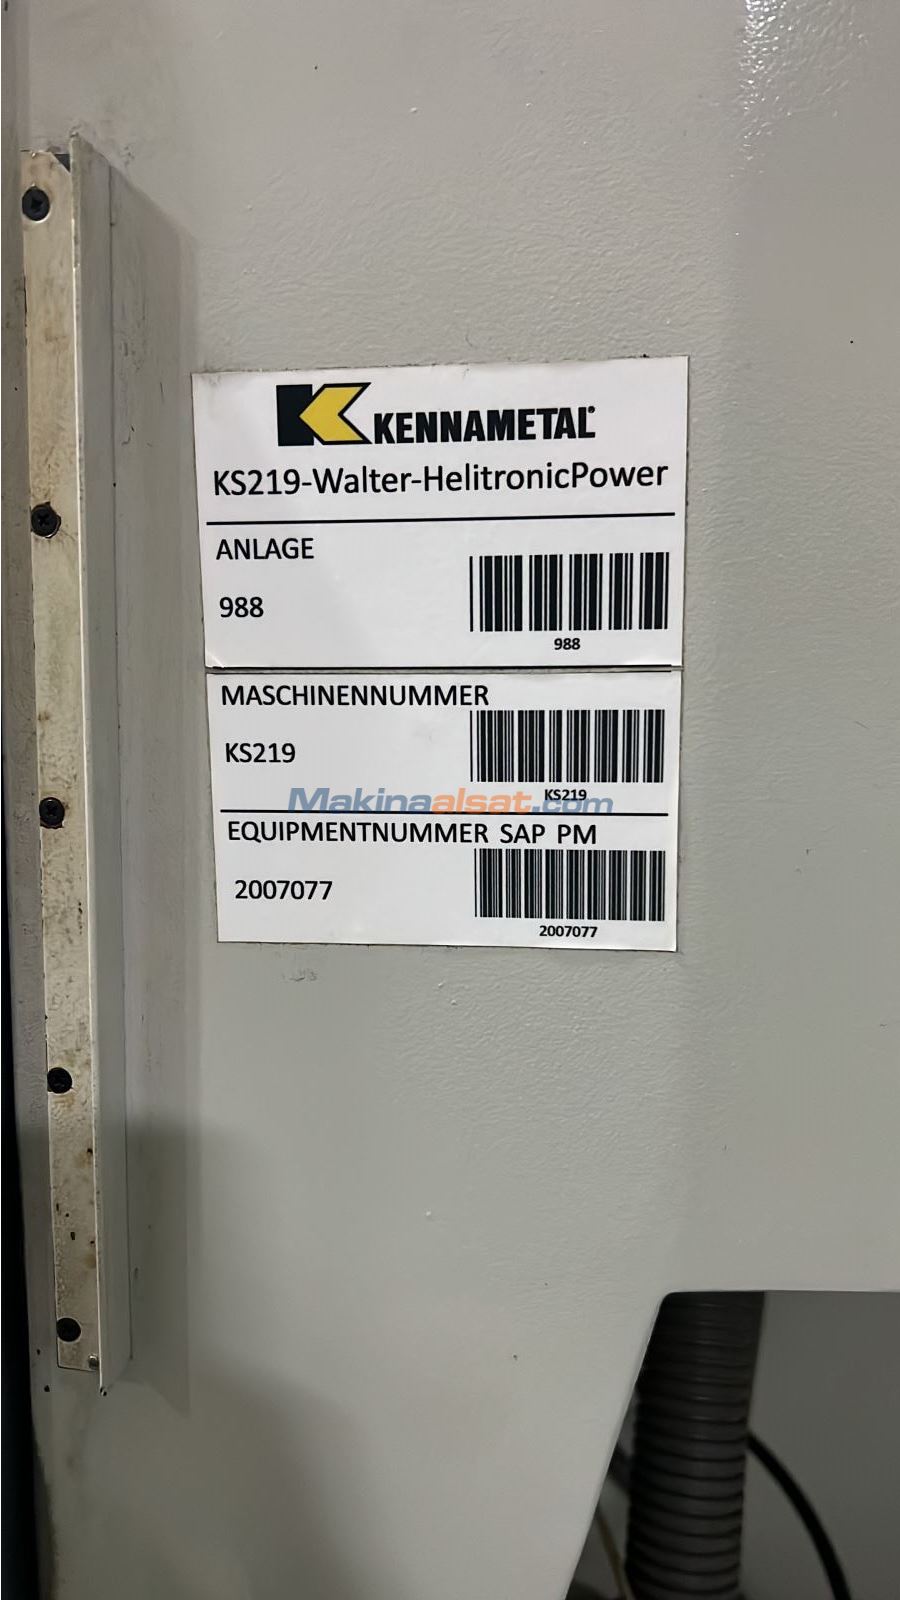 KENNAMETAL®
KS219-Walter-HelitronicPower
ANLAGE
988
988
MASCHINENNUMMER
KS219
KS219
Makinaalsat.com
EQUIPMENTNUMMER SAP PM
2007077
2007077